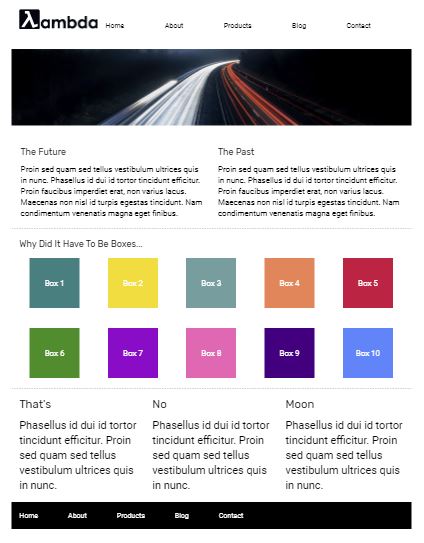 λambda Home About Products Blog Contact
The Future
Proin sed quam sed tellus vestibulum ultrices quis
in nunc. Phasellus id dui id tortor tincidunt efficitur.
Proin faucibus imperdiet erat, non varius lacus.
Maecenas non nisl id turpis egestas tincidunt. Nam
condimentum venenatis magna eget finibus.
The Past
Proin sed quam sed tellus vestibulum ultrices quis
in nunc. Phasellus id dui id tortor tincidunt efficitur.
Proin faucibus imperdiet erat, non varius lacus.
Maecenas non nisl id turpis egestas tincidunt. Nam
condimentum venenatis magna eget finibus.
Why Did It Have To Be Boxes...
Box 1 Box 2 Box 3 Box 4 Box 5
Box 6 Box 7 Box 8 Box 9 Box 10
That's
Phasellus id dui id tortor
tincidunt efficitur. Proin
sed quam sed tellus
vestibulum ultrices quis
in nunc.
No
Phasellus id dui id tortor
tincidunt efficitur. Proin
sed quam sed tellus
vestibulum ultrices quis
in nunc.
Moon
Phasellus id dui id tortor
tincidunt efficitur. Proin
sed quam sed tellus
vestibulum ultrices quis
in nunc.
Home About Products Blog Contact